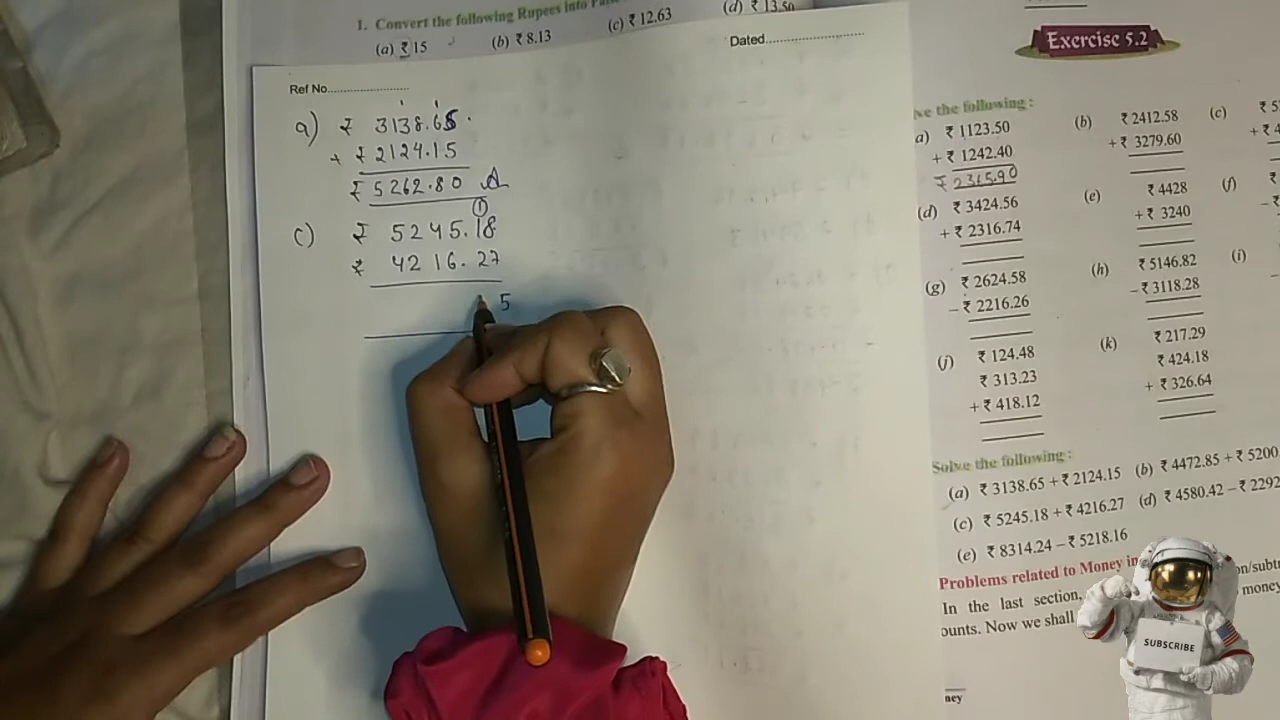 1. Convert the following Rupees into
(a) ₹ 15 (b) ₹ 8.13 (c) ₹ 12.63 (d) ₹ 13.50
Ref No.
Dated
a) ₹ 3138.65.
+ ₹ 2124.15
₹ 5262.80
1
c) ₹ 5245.18
₹ 4216.27
5
Exercise 5.2
the following :
a) ₹ 1123.50
+ ₹ 1242.40
₹ 2365.90
(b) ₹ 2412.58
+ ₹ 3279.60
(c) ₹
+ ₹
(d) ₹ 3424.56
+ ₹ 2316.74
(e) ₹ 4428
+ ₹ 3240
(f) ₹
- ₹
(g) ₹ 2624.58
- ₹ 2216.26
(h) ₹ 5146.82
- ₹ 3118.28
(i)
(j) ₹ 124.48
₹ 313.23
+ ₹ 418.12
(k) ₹ 217.29
₹ 424.18
+ ₹ 326.64
Solve the following :
(a) ₹ 3138.65 + ₹ 2124.15 (b) ₹ 4472.85 + ₹ 5200
(c) ₹ 5245.18 + ₹ 4216.27 (d) ₹ 4580.42 – ₹ 2292
(e) ₹ 8314.24 – ₹ 5218.16
Problems related to Money in
In the last section,
money
ounts. Now we shall
SUBSCRIBE
ney